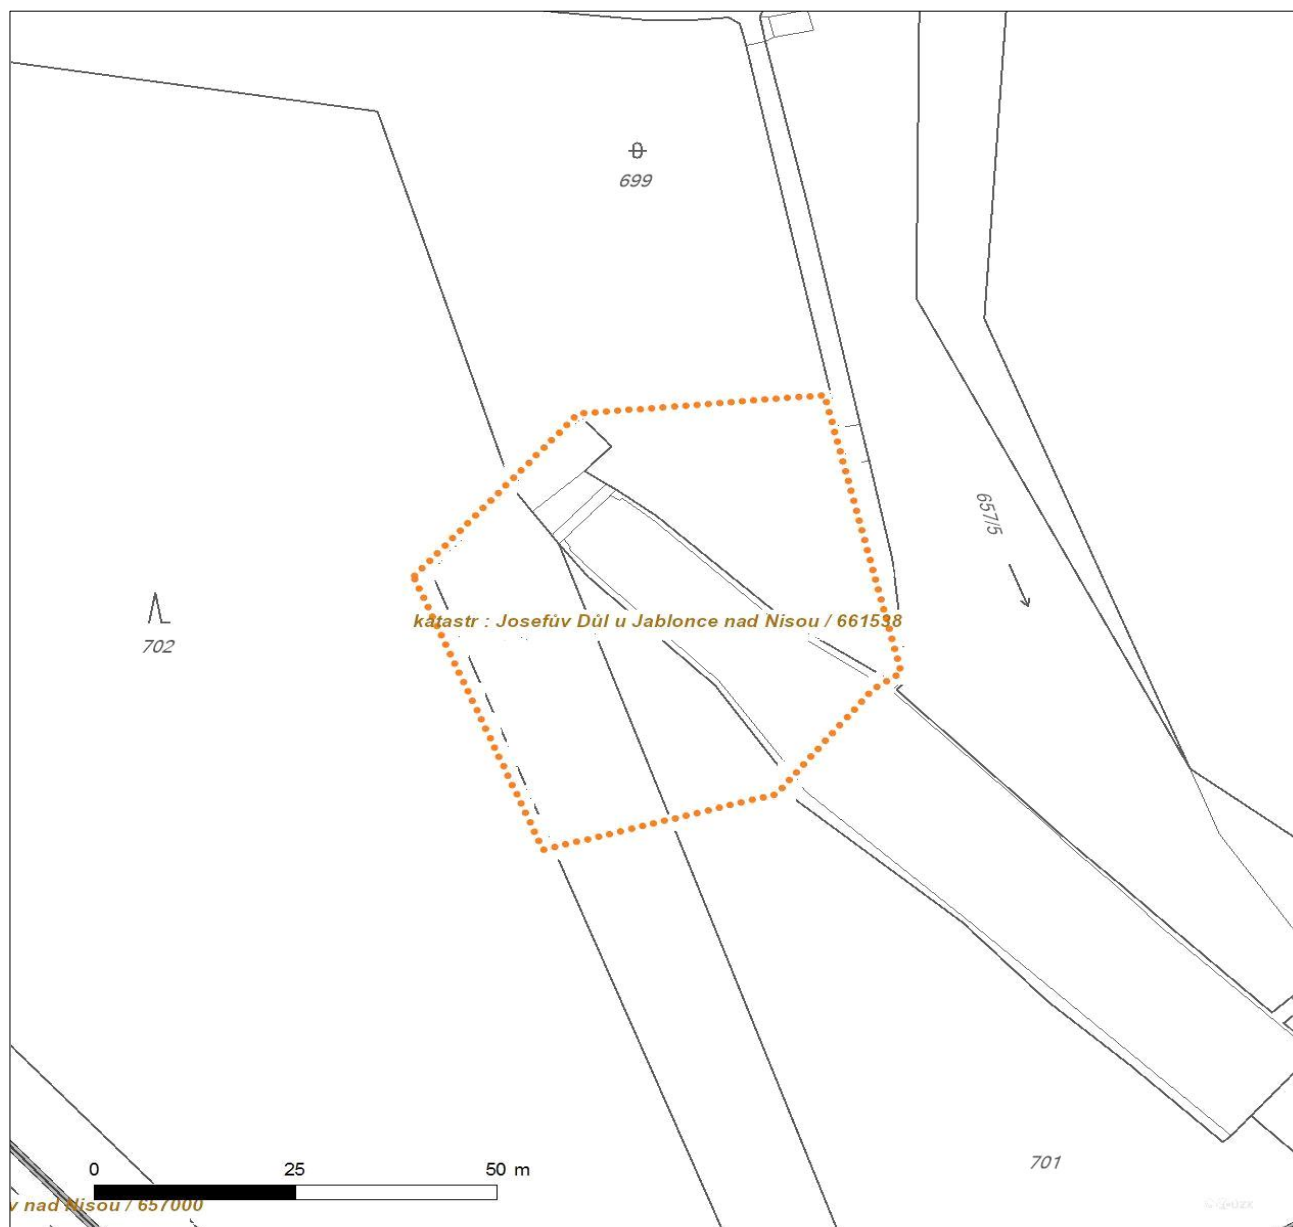 699
657/5
katastr : Josefův Důl u Jablonce nad Nisou / 661538
702
701
0 25 50 m
v nad Nisou / 657000